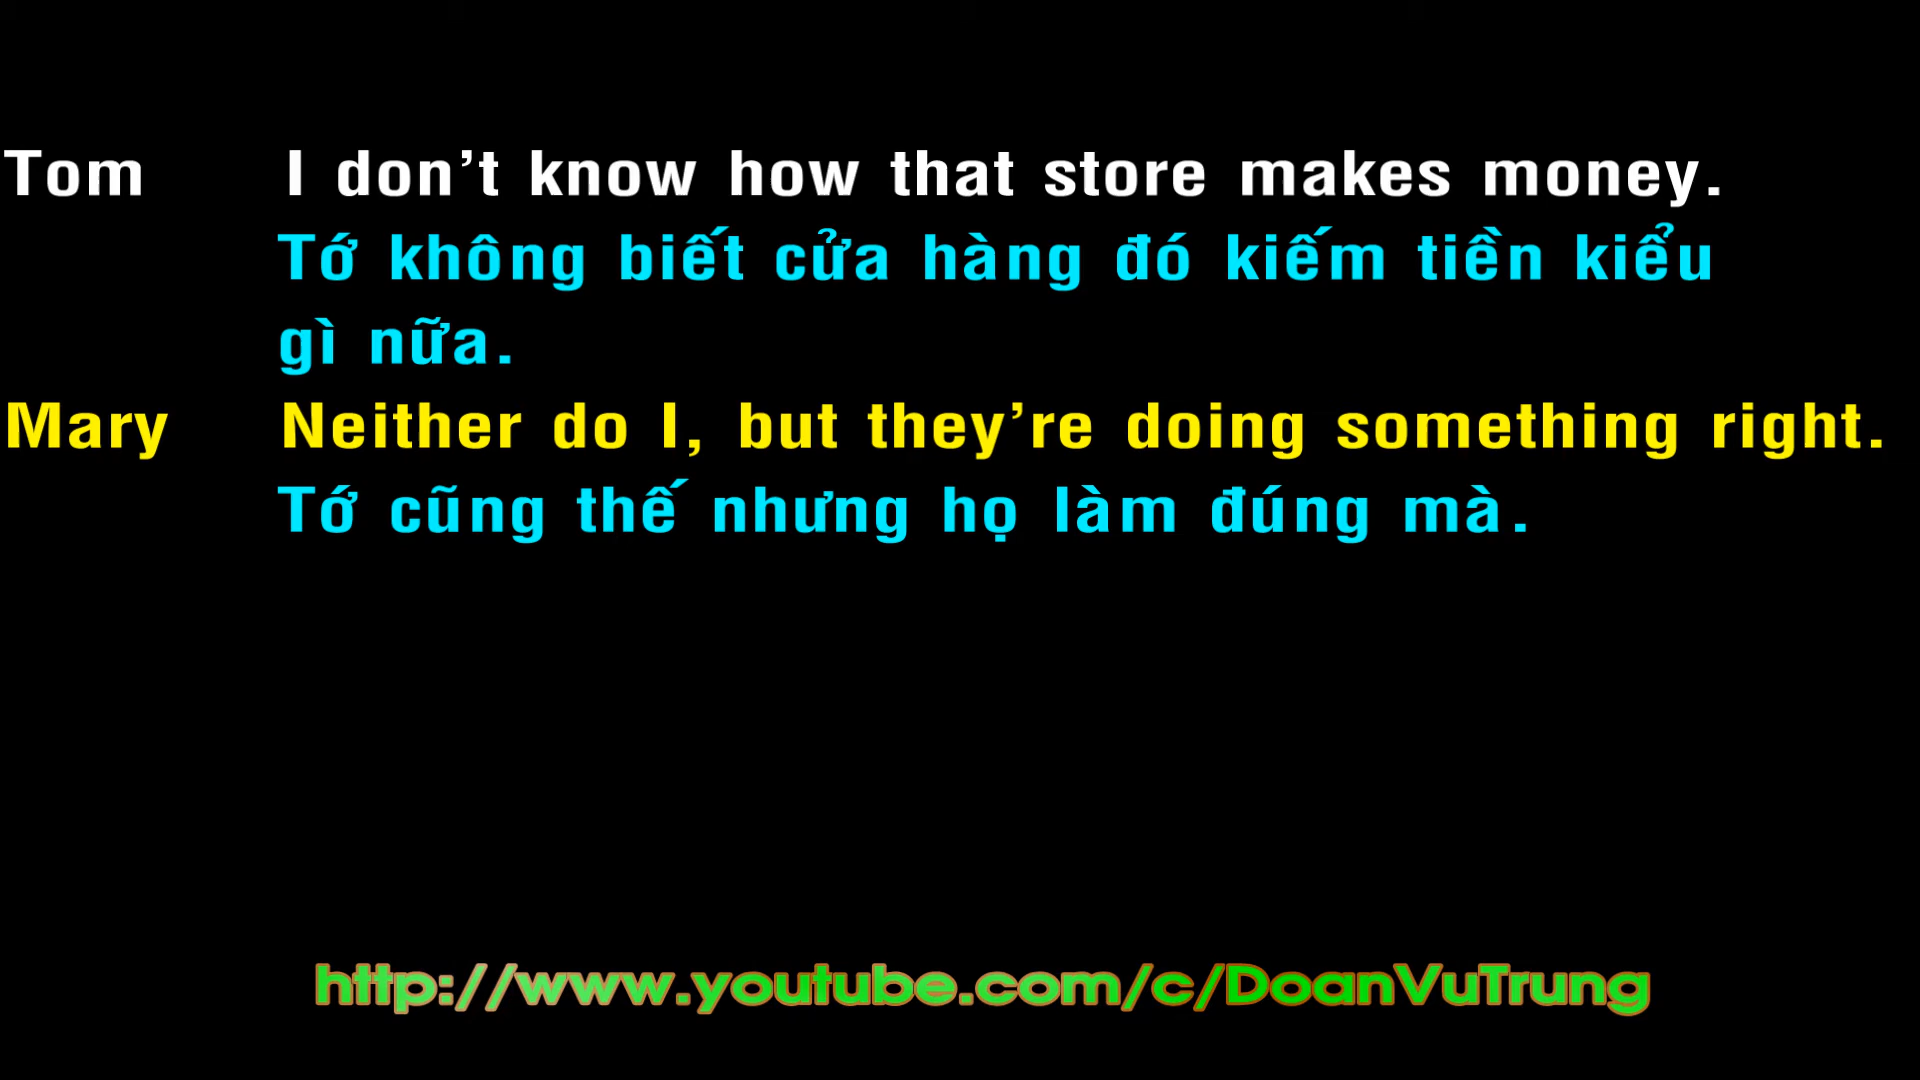 Tom I don’t know how that store makes money.
Tớ không biết cửa hàng đó kiếm tiền kiểu
gì nữa.
Mary Neither do I, but they’re doing something right.
Tớ cũng thế nhưng họ làm đúng mà.
http://www.youtube.com/c/DoanVuTrung